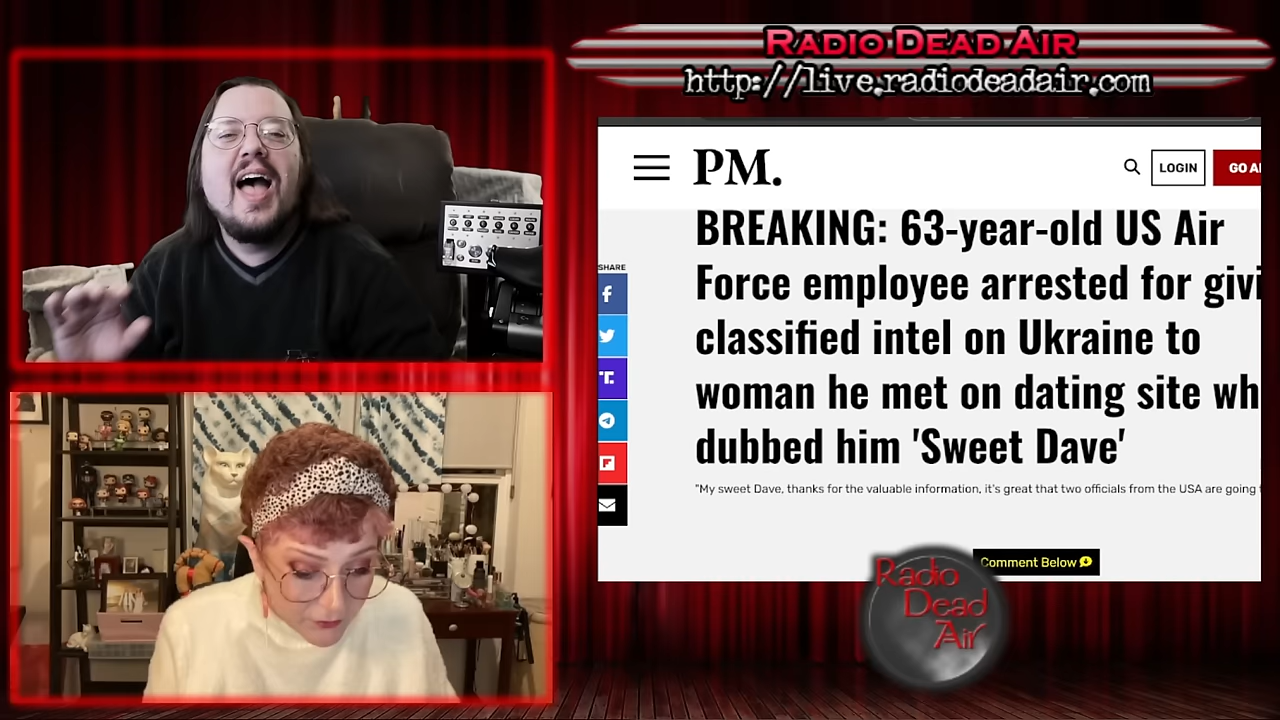 Radio Dead Air
http://live.radiodeadair.com
PM.
LOGIN
GO A
SHARE
BREAKING: 63-year-old US Air
Force employee arrested for givi
classified intel on Ukraine to
woman he met on dating site wh
dubbed him 'Sweet Dave'
"My sweet Dave, thanks for the valuable information, it's great that two officials from the USA are going
Comment Below
Radio
Dead
Air